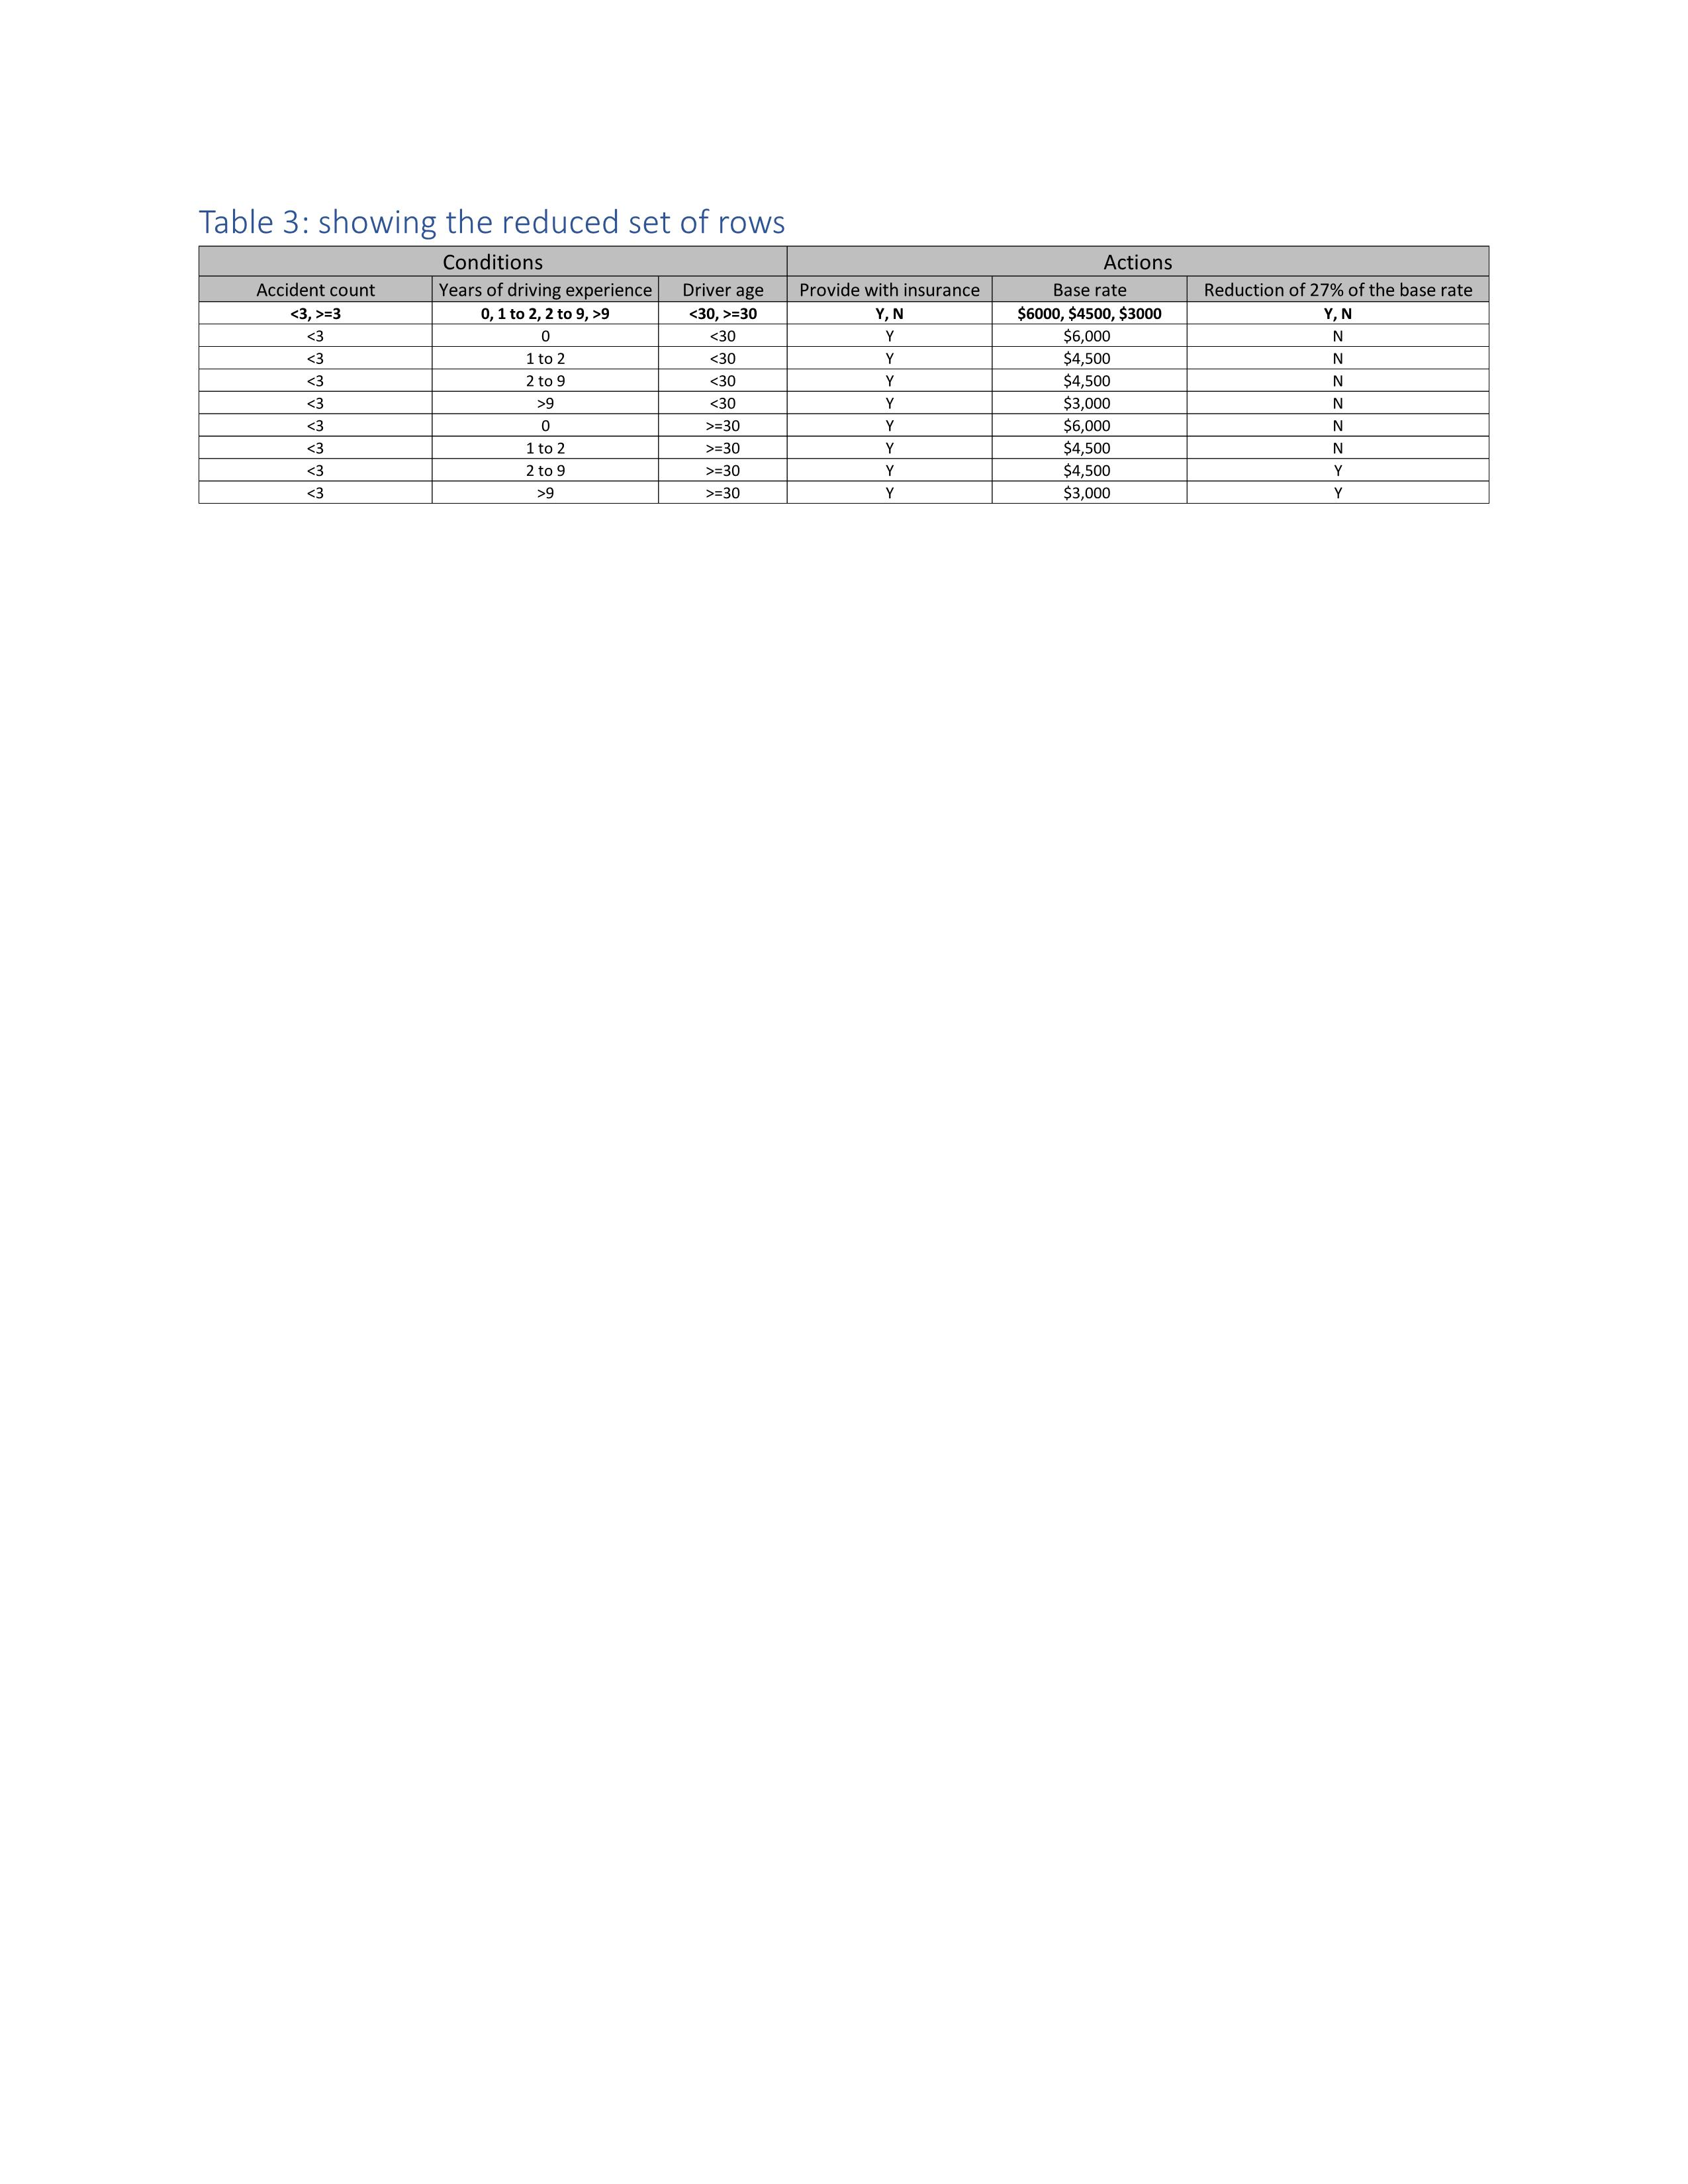 Table 3: showing the reduced set of rows
Conditions Actions
Accident count Years of driving experience Driver age Provide with insurance Base rate Reduction of 27% of the base rate
<3, >=3 0, 1 to 2, 2 to 9, >9 <30, >=30 Y, N $6000, $4500, $3000 Y, N
<3 0 <30 Y $6,000 N
<3 1 to 2 <30 Y $4,500 N
<3 2 to 9 <30 Y $4,500 N
<3 >9 <30 Y $3,000 N
<3 0 >=30 Y $6,000 N
<3 1 to 2 >=30 Y $4,500 N
<3 2 to 9 >=30 Y $4,500 Y
<3 >9 >=30 Y $3,000 Y